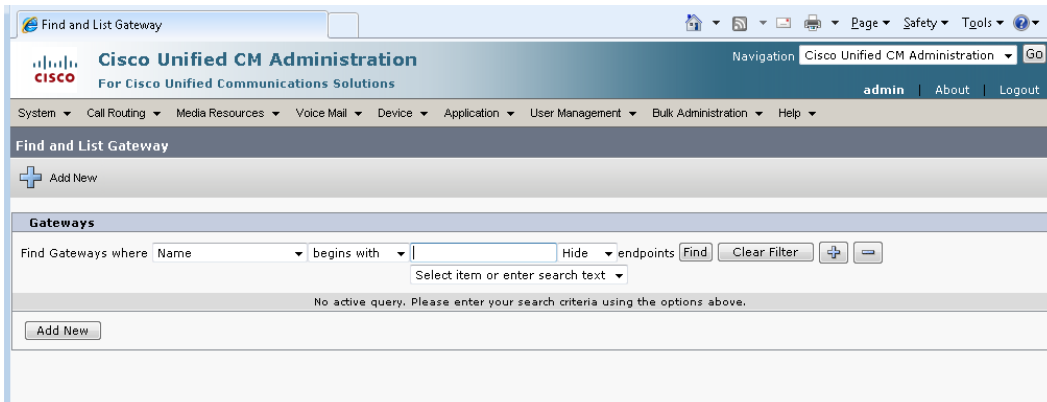 Find and List Gateway
Page Safety Tools
CISCO
Cisco Unified CM Administration
For Cisco Unified Communications Solutions
Navigation Cisco Unified CM Administration GO
admin About Logout
System Call Routing Media Resources Voice Mail Device Application User Management Bulk Administration Help
Find and List Gateway
Add New
Gateways
Find Gateways where Name begins with Hide endpoints Find Clear Filter
Select item or enter search text
No active query. Please enter your search criteria using the options above.
Add New